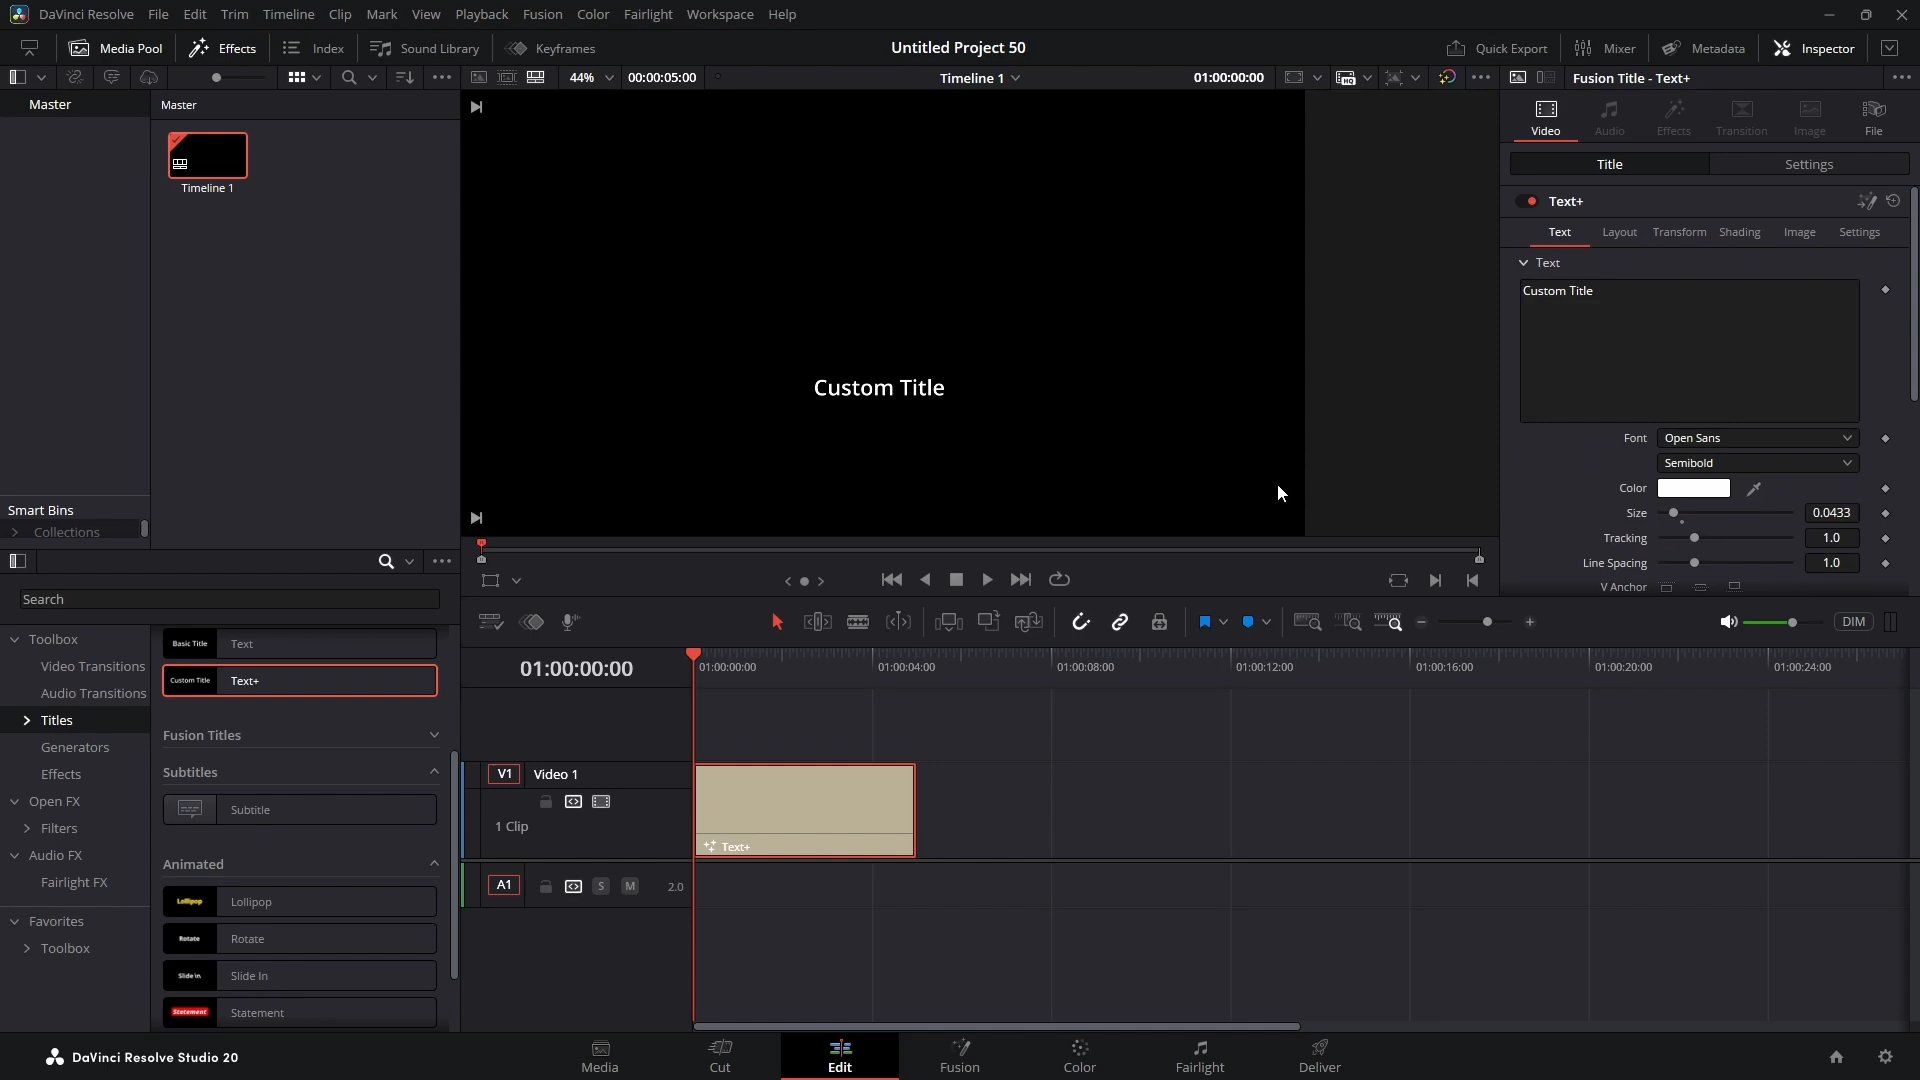 DaVinci Resolve File Edit Trim Timeline Clip Mark View Playback Fusion Color Fairlight Workspace Help
Media Pool Effects Index Sound Library Keyframes Untitled Project 50 Quick Export Mixer Metadata Inspector
44% 00:00:05:00 Timeline 1 01:00:00:00 Fusion Title - Text+
Master Master
Timeline 1
Smart Bins
Collections
Custom Title
Video Audio Effects Transition Image File
Title Settings
Text+
Text Layout Transform Shading Image Settings
Text
Custom Title
Font Open Sans
Semibold
Color
Size 0.0433
Tracking 1.0
Line Spacing 1.0
V Anchor
Search
Toolbox
Video Transitions
Audio Transitions
Titles
Generators
Effects
Open FX
Filters
Audio FX
Fairlight FX
Favorites
Toolbox
Basic Title Text
Custom Title Text+
Fusion Titles
Subtitles
Subtitle
Animated
Lollipop Lollipop
Rotate Rotate
Slide In Slide In
Statement Statement
DIM
01:00:00:00 01:00:00:00 01:00:04:00 01:00:08:00 01:00:12:00 01:00:16:00 01:00:20:00 01:00:24:00
V1 Video 1
1 Clip
Text+
A1 S M 2.0
DaVinci Resolve Studio 20
Media Cut Edit Fusion Color Fairlight Deliver